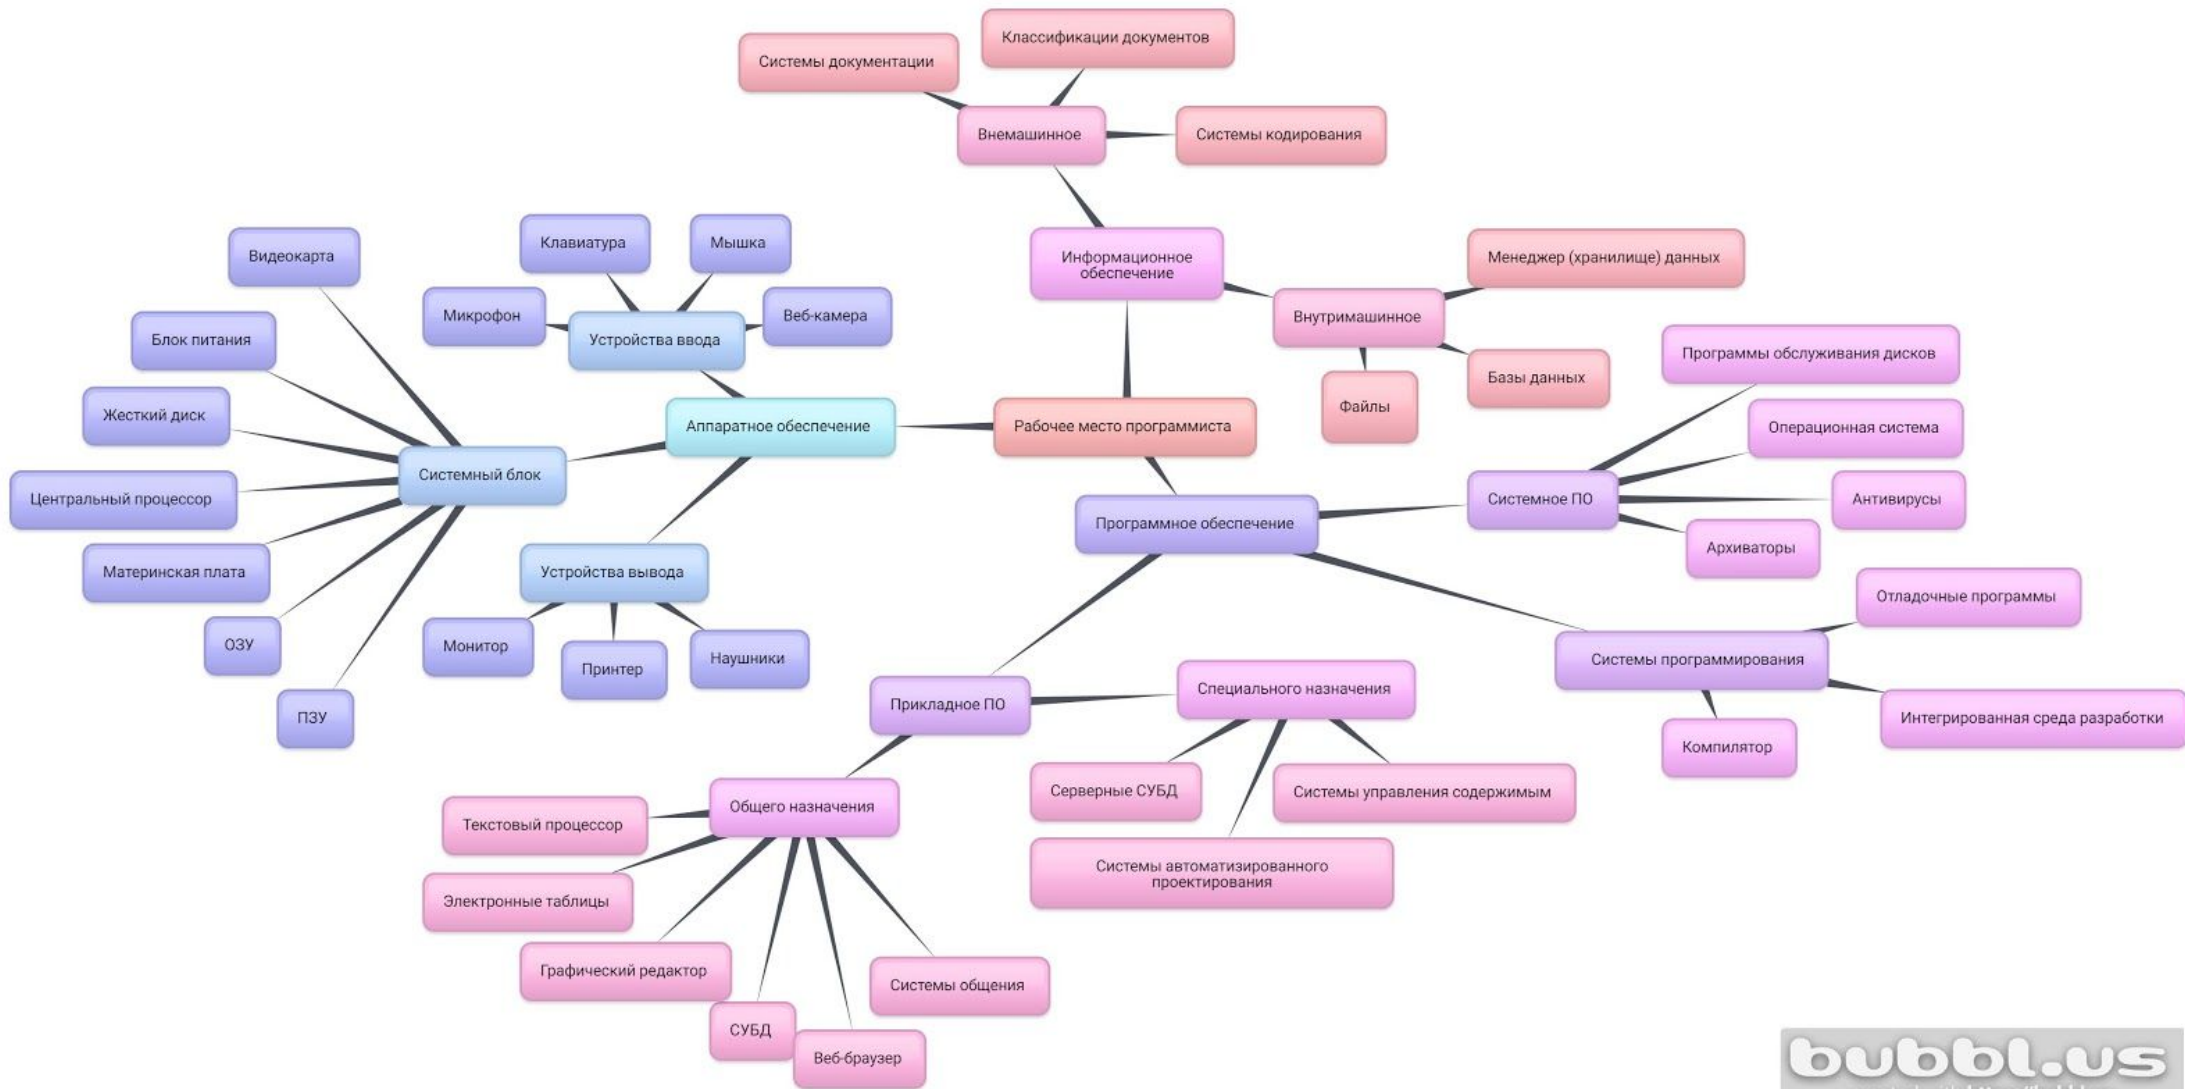 Классификации документов
Системы документации
Внемашинное
Системы кодирования
Информационное
обеспечение
Менеджер (хранилище) данных
Внутримашинное
Базы данных
Файлы
Видеокарта
Клавиатура
Мышка
Микрофон
Веб-камера
Устройства ввода
Блок питания
Жесткий диск
Аппаратное обеспечение
Рабочее место программиста
Системный блок
Центральный процессор
Материнская плата
ОЗУ
ПЗУ
Устройства вывода
Монитор
Принтер
Наушники
Программное обеспечение
Программы обслуживания дисков
Операционная система
Системное ПО
Антивирусы
Архиваторы
Отладочные программы
Системы программирования
Интегрированная среда разработки
Компилятор
Прикладное ПО
Специального назначения
Серверные СУБД
Системы управления содержимым
Системы автоматизированного
проектирования
Общего назначения
Текстовый процессор
Электронные таблицы
Графический редактор
Системы общения
СУБД
Веб-браузер
bubbl.us